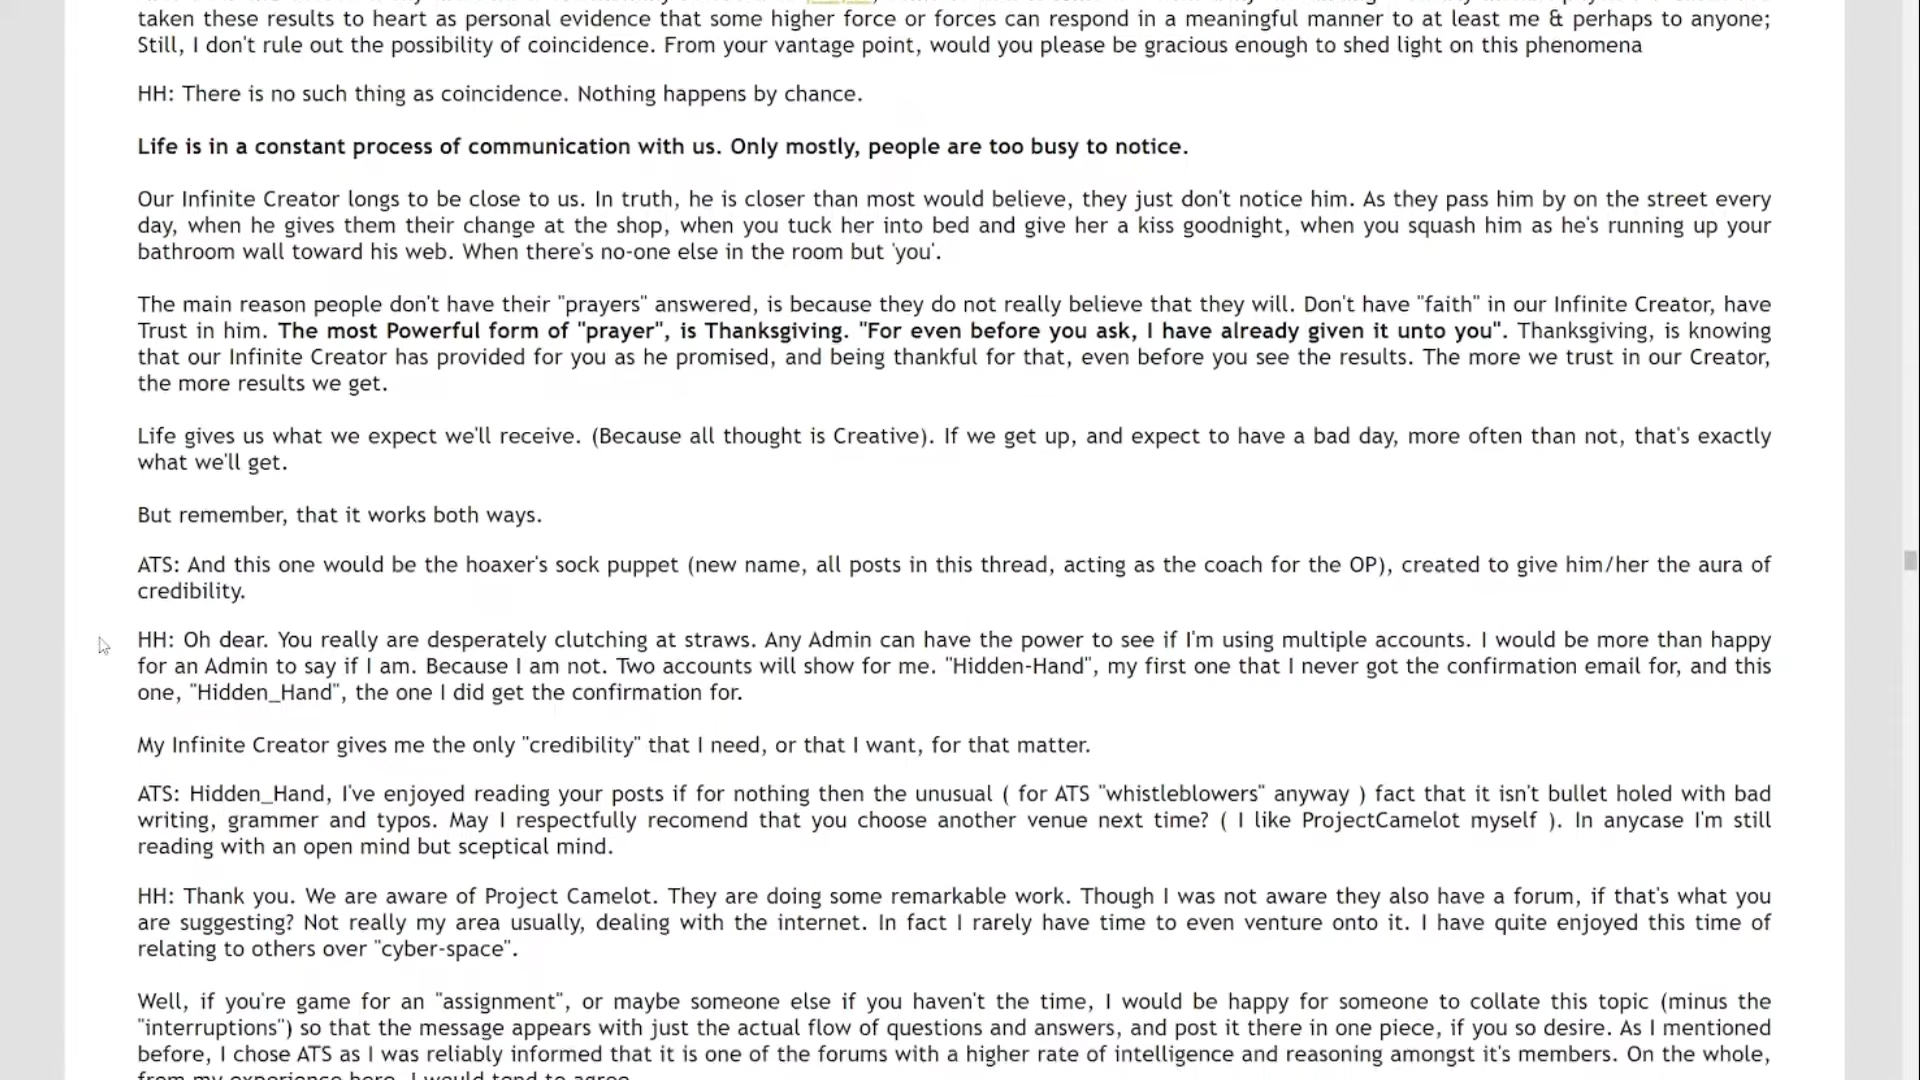 taken these results to heart as personal evidence that some higher force or forces can respond in a meaningful manner to at least me & perhaps to anyone;
Still, I don't rule out the possibility of coincidence. From your vantage point, would you please be gracious enough to shed light on this phenomena
HH: There is no such thing as coincidence. Nothing happens by chance.
Life is in a constant process of communication with us. Only mostly, people are too busy to notice.
Our Infinite Creator longs to be close to us. In truth, he is closer than most would believe, they just don't notice him. As they pass him by on the street every
day, when he gives them their change at the shop, when you tuck her into bed and give her a kiss goodnight, when you squash him as he's running up your
bathroom wall toward his web. When there's no-one else in the room but 'you'.
The main reason people don't have their "prayers" answered, is because they do not really believe that they will. Don't have "faith" in our Infinite Creator, have
Trust in him. The most Powerful form of "prayer", is Thanksgiving. "For even before you ask, I have already given it unto you". Thanksgiving, is knowing
that our Infinite Creator has provided for you as he promised, and being thankful for that, even before you see the results. The more we trust in our Creator,
the more results we get.
Life gives us what we expect we'll receive. (Because all thought is Creative). If we get up, and expect to have a bad day, more often than not, that's exactly
what we'll get.
But remember, that it works both ways.
ATS: And this one would be the hoaxer's sock puppet (new name, all posts in this thread, acting as the coach for the OP), created to give him/her the aura of
credibility.
HH: Oh dear. You really are desperately clutching at straws. Any Admin can have the power to see if I'm using multiple accounts. I would be more than happy
for an Admin to say if I am. Because I am not. Two accounts will show for me. "Hidden-Hand", my first one that I never got the confirmation email for, and this
one, "Hidden_Hand", the one I did get the confirmation for.
My Infinite Creator gives me the only "credibility" that I need, or that I want, for that matter.
ATS: Hidden_Hand, I've enjoyed reading your posts if for nothing then the unusual ( for ATS "whistleblowers" anyway ) fact that it isn't bullet holed with bad
writing, grammer and typos. May I respectfully recomend that you choose another venue next time? ( I like ProjectCamelot myself ). In anycase I'm still
reading with an open mind but sceptical mind.
HH: Thank you. We are aware of Project Camelot. They are doing some remarkable work. Though I was not aware they also have a forum, if that's what you
are suggesting? Not really my area usually, dealing with the internet. In fact I rarely have time to even venture onto it. I have quite enjoyed this time of
relating to others over "cyber-space".
Well, if you're game for an "assignment", or maybe someone else if you haven't the time, I would be happy for someone to collate this topic (minus the
"interruptions") so that the message appears with just the actual flow of questions and answers, and post it there in one piece, if you so desire. As I mentioned
before, I chose ATS as I was reliably informed that it is one of the forums with a higher rate of intelligence and reasoning amongst it's members. On the whole,
from my experience here, I would tend to agree.